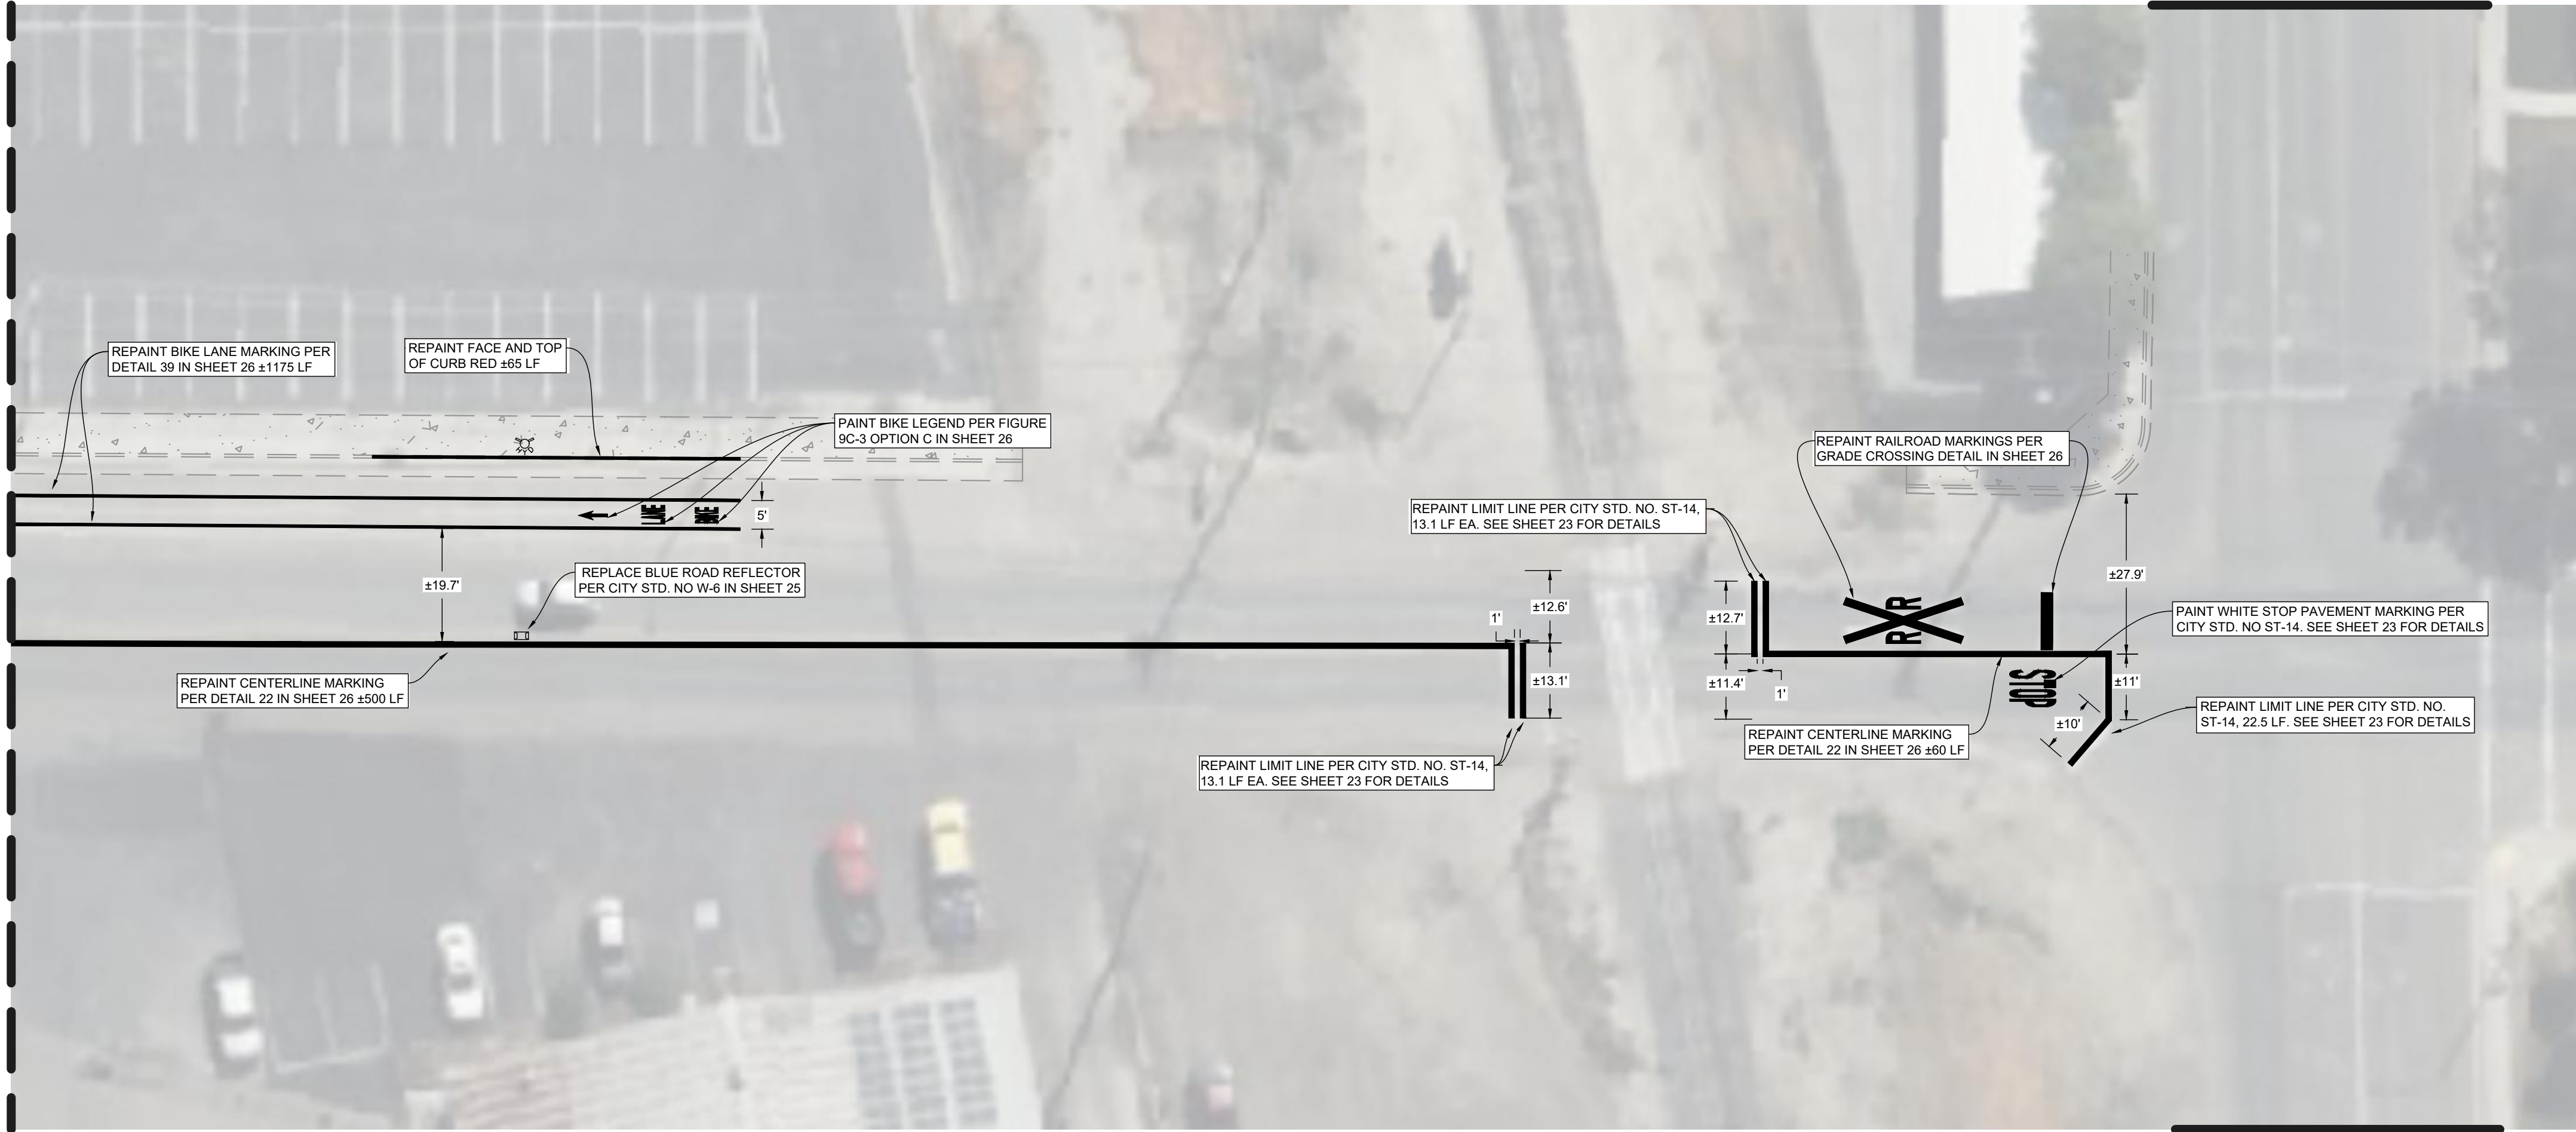 REPAINT BIKE LANE MARKING PER
DETAIL 39 IN SHEET 26 ±1175 LF
REPAINT FACE AND TOP
OF CURB RED ±65 LF
PAINT BIKE LEGEND PER FIGURE
9C-3 OPTION C IN SHEET 26
LANE
BIKE
5'
±19.7'
REPLACE BLUE ROAD REFLECTOR
PER CITY STD. NO W-6 IN SHEET 25
REPAINT CENTERLINE MARKING
PER DETAIL 22 IN SHEET 26 ±500 LF
REPAINT LIMIT LINE PER CITY STD. NO. ST-14,
13.1 LF EA. SEE SHEET 23 FOR DETAILS
1'
±12.6'
±13.1'
REPAINT LIMIT LINE PER CITY STD. NO. ST-14,
13.1 LF EA. SEE SHEET 23 FOR DETAILS
REPAINT RAILROAD MARKINGS PER
GRADE CROSSING DETAIL IN SHEET 26
±12.7'
±11.4'
1'
R R
±27.9'
PAINT WHITE STOP PAVEMENT MARKING PER
CITY STD. NO ST-14. SEE SHEET 23 FOR DETAILS
STOP
±11'
±10'
REPAINT LIMIT LINE PER CITY STD. NO.
ST-14, 22.5 LF. SEE SHEET 23 FOR DETAILS
REPAINT CENTERLINE MARKING
PER DETAIL 22 IN SHEET 26 ±60 LF